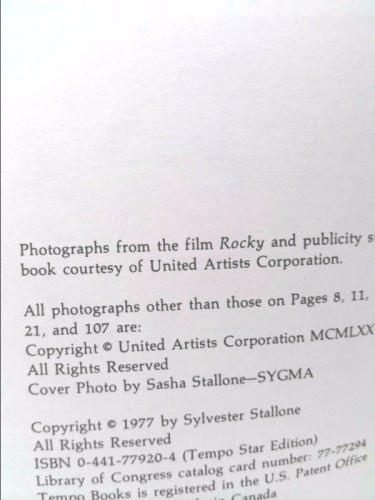 Photographs from the film Rocky and publicity
book courtesy of United Artists Corporation.
All photographs other than those on Pages 8, 11,
21, and 107 are:
Copyright © United Artists Corporation
All Rights Reserved
Cover Photo by Sasha Stallone—SYGMA
Copyright © 1977 by Sylvester Stallone
All Rights Reserved
ISBN 0-441-77920-4 (Tempo Star Edition)
Library of Congress catalog card number: 77-77294
Tempo Books is registered in the U.S. Patent Office
in Canada